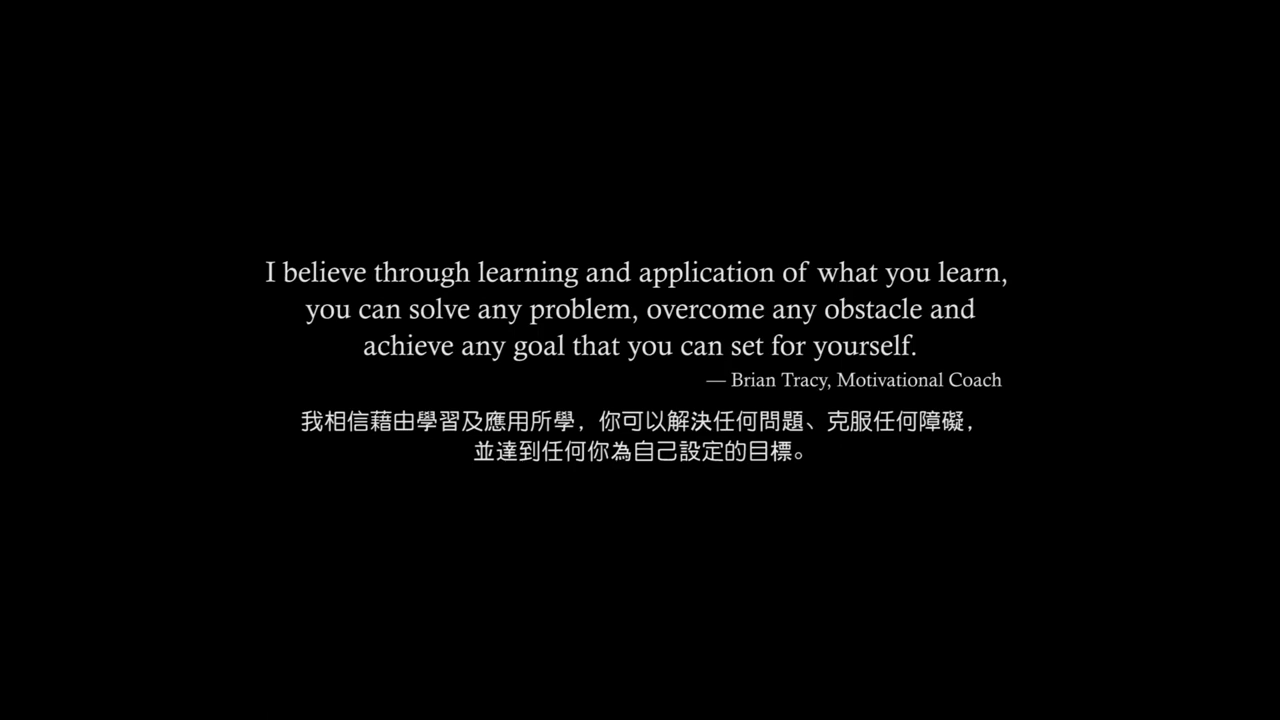 I believe through learning and application of what you learn,
you can solve any problem, overcome any obstacle and
achieve any goal that you can set for yourself.
— Brian Tracy, Motivational Coach
我相信藉由學習及應用所學，你可以解決任何問題、克服任何障礙，
並達到任何你為自己設定的目標。